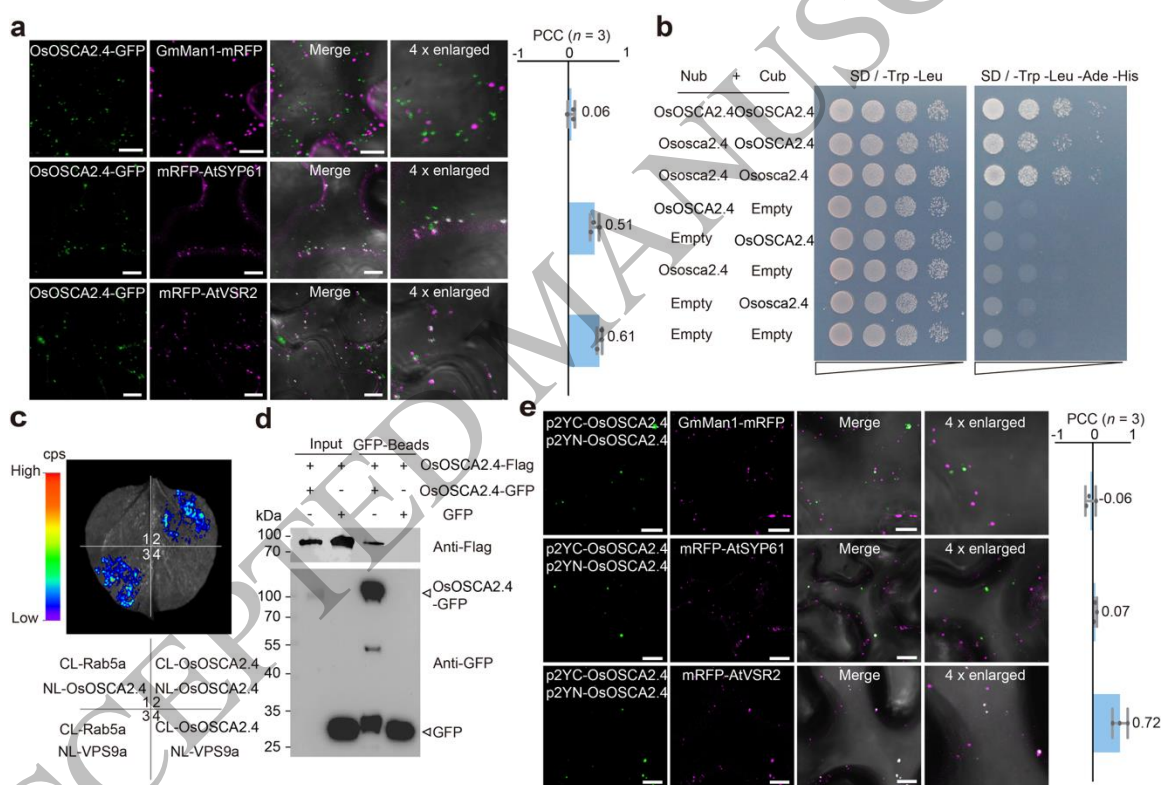 a
OsOSCA2.4-GFP GmMan1-mRFP Merge 4 x enlarged
OsOSCA2.4-GFP mRFP-AtSYP61 Merge 4 x enlarged
OsOSCA2.4-GFP mRFP-AtVSR2 Merge 4 x enlarged
PCC (n = 3)
-1 0 1
0.06
0.51
0.61
b
Nub + Cub
SD / -Trp -Leu SD / -Trp -Leu -Ade -His
OsOSCA2.4 OsOSCA2.4
Ososca2.4 OsOSCA2.4
Ososca2.4 Ososca2.4
OsOSCA2.4 Empty
Empty OsOSCA2.4
Ososca2.4 Empty
Empty Ososca2.4
Empty Empty
c
cps
High
Low
1 2
3 4
CL-Rab5a CL-OsOSCA2.4
NL-OsOSCA2.4 NL-OsOSCA2.4
1 2
3 4
CL-Rab5a CL-OsOSCA2.4
NL-VPS9a NL-VPS9a
d
Input GFP-Beads
+ + + + OsOSCA2.4-Flag
+ - + - OsOSCA2.4-GFP
- + - + GFP
kDa
100
70
Anti-Flag
100
70
55
40
35
25
OsOSCA2.4
-GFP
Anti-GFP
GFP
e
p2YC-OsOSCA2.4 GmMan1-mRFP Merge 4 x enlarged
p2YN-OsOSCA2.4
p2YC-OsOSCA2.4 mRFP-AtSYP61 Merge 4 x enlarged
p2YN-OsOSCA2.4
p2YC-OsOSCA2.4 mRFP-AtVSR2 Merge 4 x enlarged
p2YN-OsOSCA2.4
PCC (n = 3)
-1 0 1
-0.06
0.07
0.72
CCEPTED MANUSC